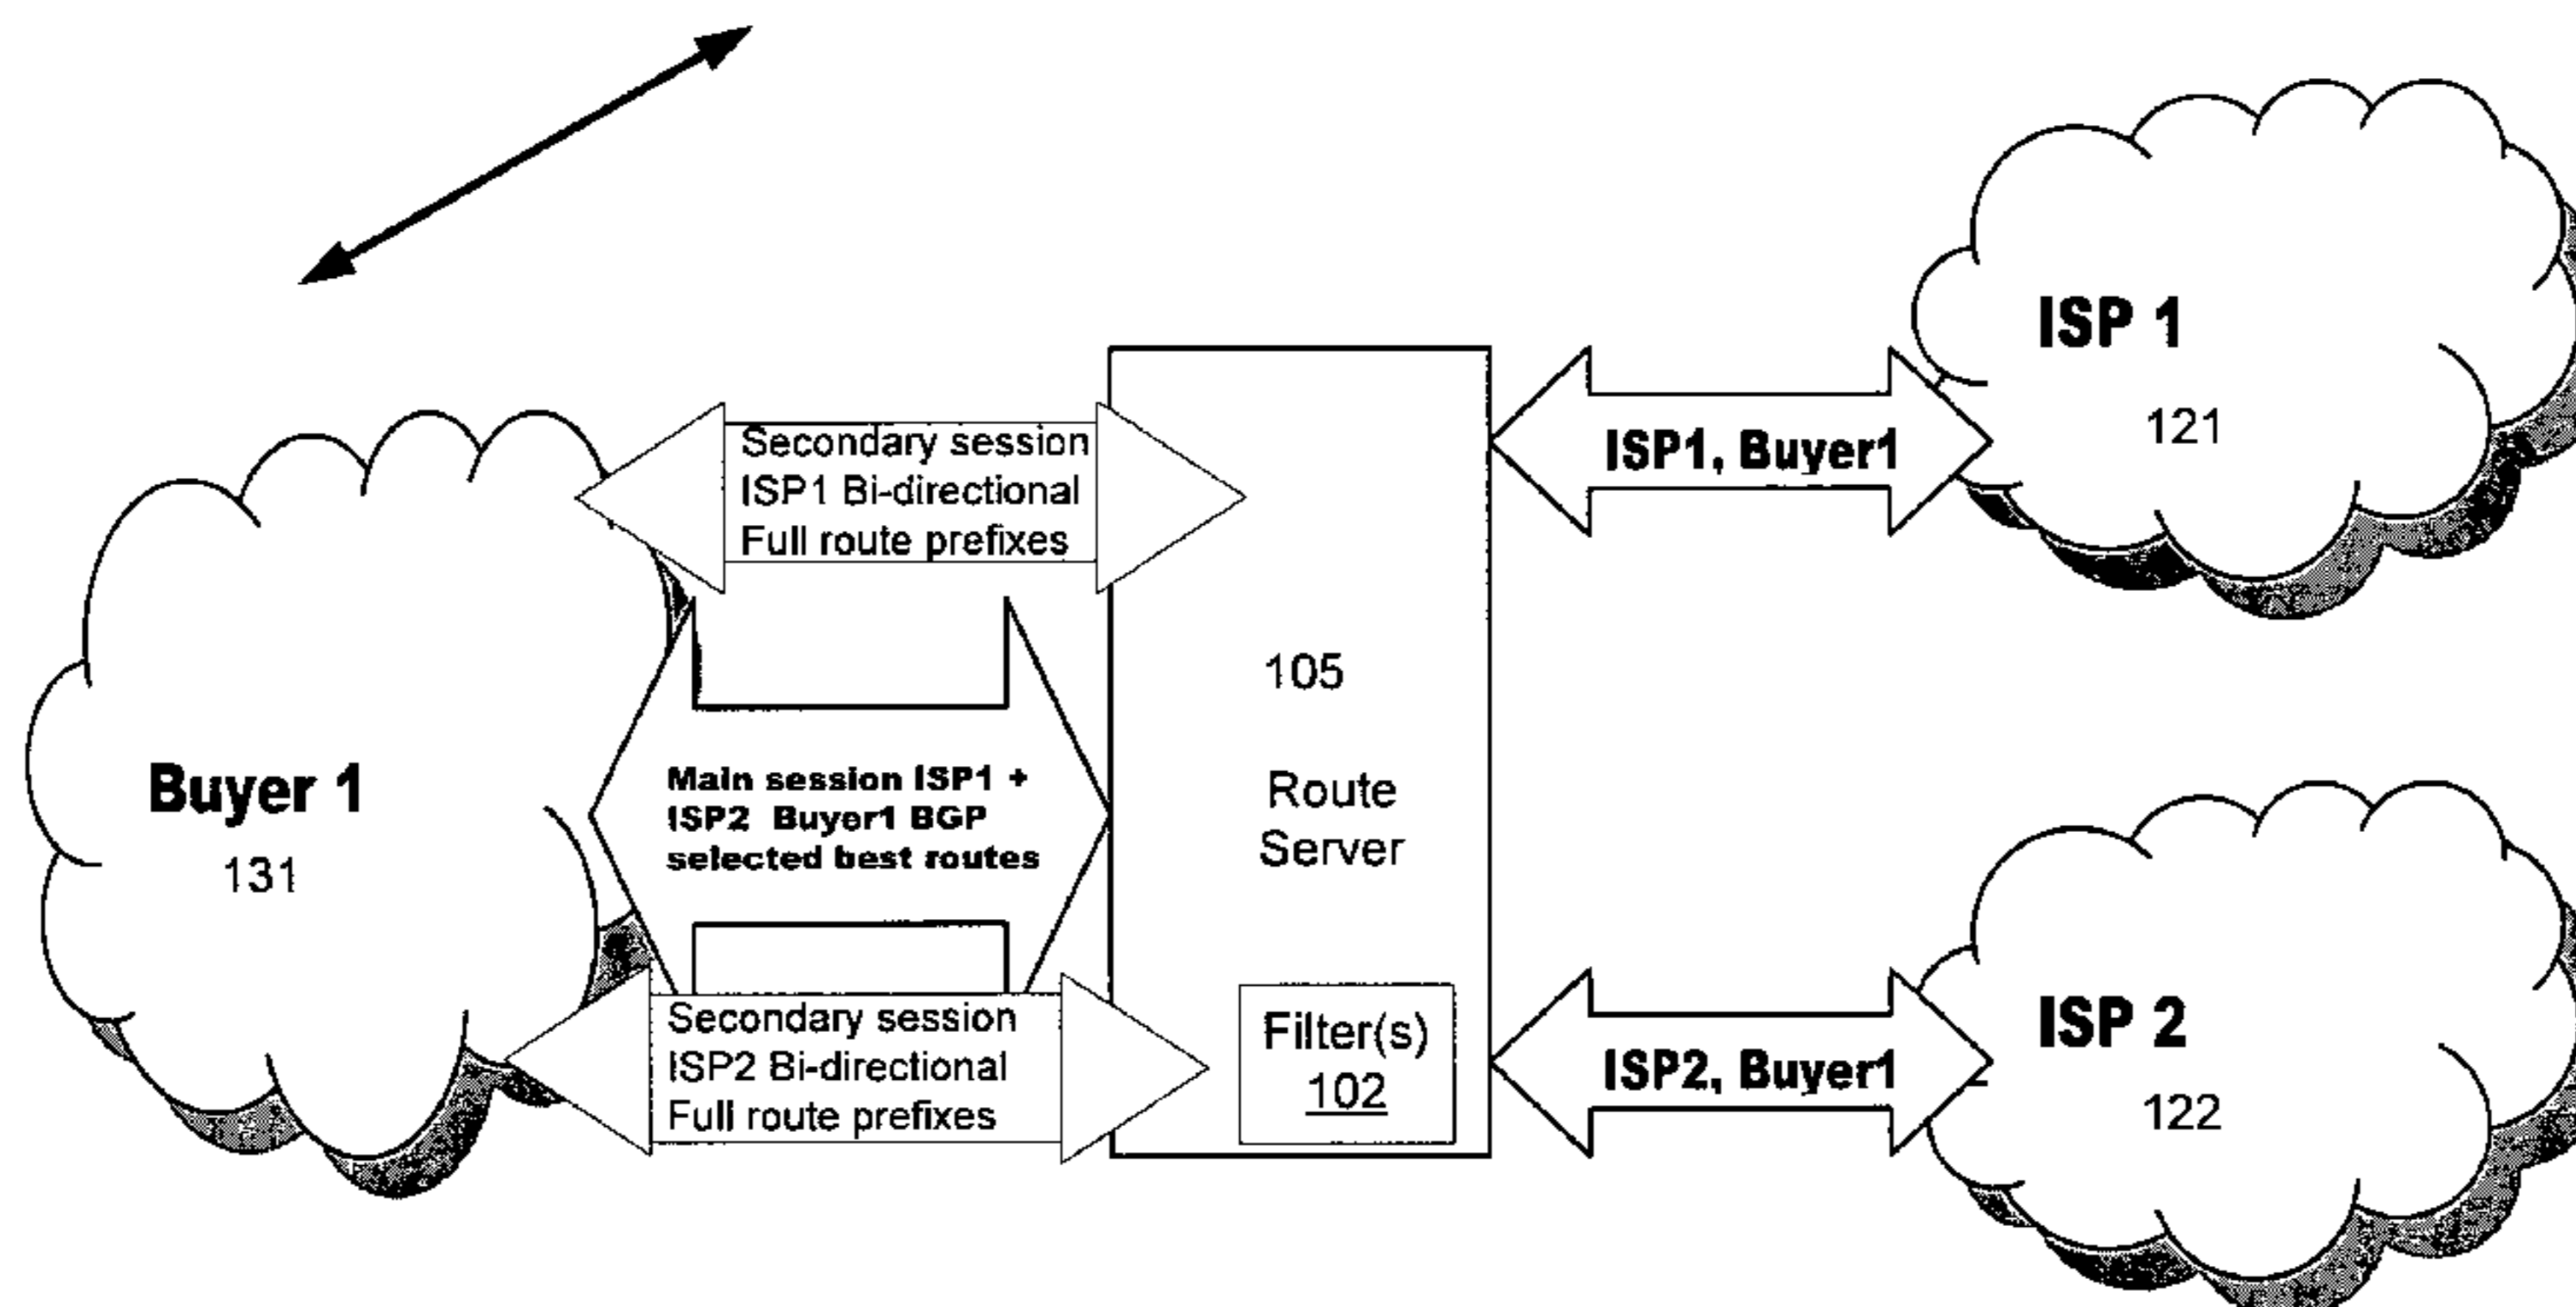 Buyer 1
131
Secondary session
ISP1 Bi-directional
Full route prefixes
Main session ISP1 +
ISP2 Buyer1 BGP
selected best routes
Secondary session
ISP2 Bi-directional
Full route prefixes
105
Route
Server
Filter(s)
102
ISP1, Buyer1
ISP 1
121
ISP2, Buyer1
ISP 2
122